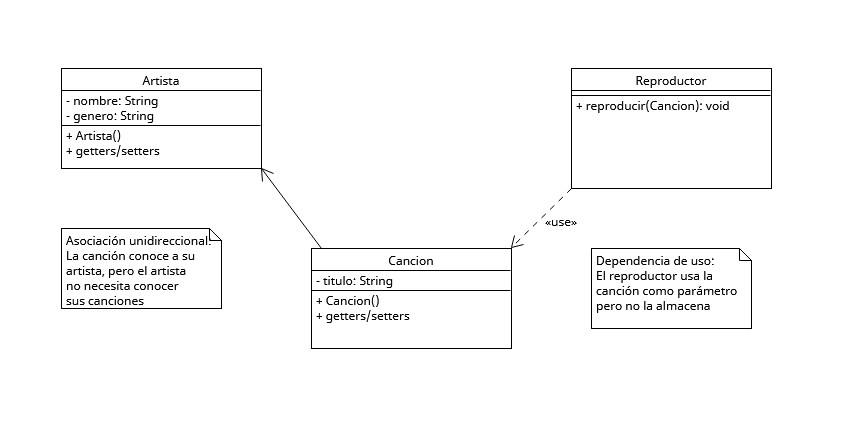 Artista
- nombre: String
- genero: String
+ Artista()
+ getters/setters
Reproductor
+ reproducir(Cancion): void
«use»
Asociación unidireccional:
La canción conoce a su
artista, pero el artista
no necesita conocer
sus canciones
Cancion
- titulo: String
+ Cancion()
+ getters/setters
Dependencia de uso:
El reproductor usa la
canción como parámetro
pero no la almacena